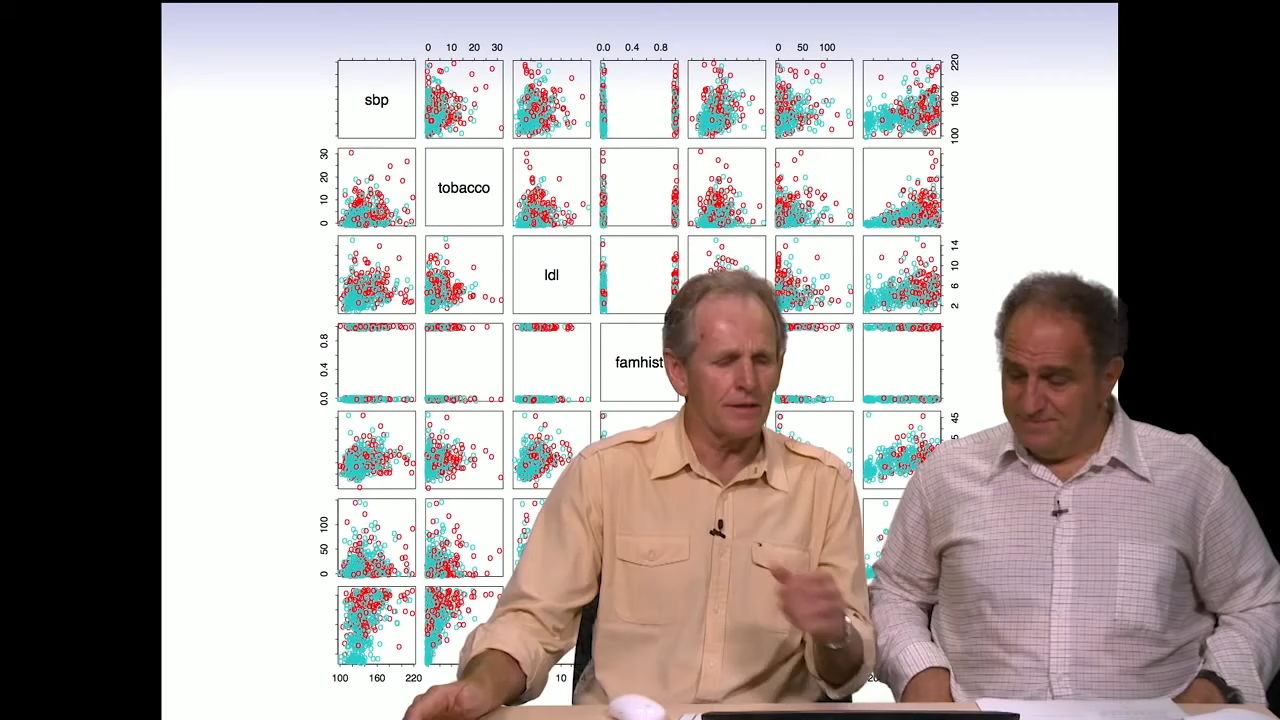 0 10 20 30 0.0 0.4 0.8 0 50 100
sbp
100 160 220
0 10 20 30
tobacco
ldl
2 6 10 14
0.0 0.4 0.8
famhist
45
0 50 100
100 160 220 10